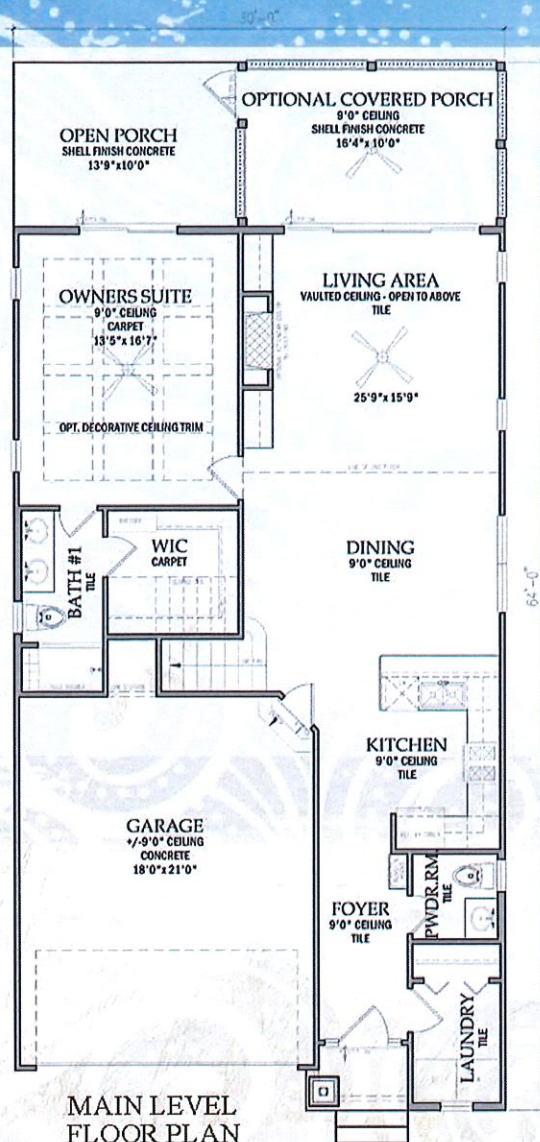 30'-0"
OPEN PORCH
SHELL FINISH CONCRETE
13'9"x10'0"
OPTIONAL COVERED PORCH
9'0" CEILING
SHELL FINISH CONCRETE
16'4"x 10'0"
OWNERS SUITE
9'0" CEILING
CARPET
13'5"x 16'7"
OPT. DECORATIVE CEILING TRIM
LIVING AREA
VAULTED CEILING - OPEN TO ABOVE
TILE
25'9"x 15'9"
BATH #1
TILE
WIC
CARPET
DINING
9'0" CEILING
TILE
64'-0"
KITCHEN
9'0" CEILING
TILE
GARAGE
+/-9'0" CEILING
CONCRETE
18'0"x 21'0"
FOYER
9'0" CEILING
TILE
PWDR.RM.
TILE
LAUNDRY
TILE
MAIN LEVEL
FLOOR PLAN